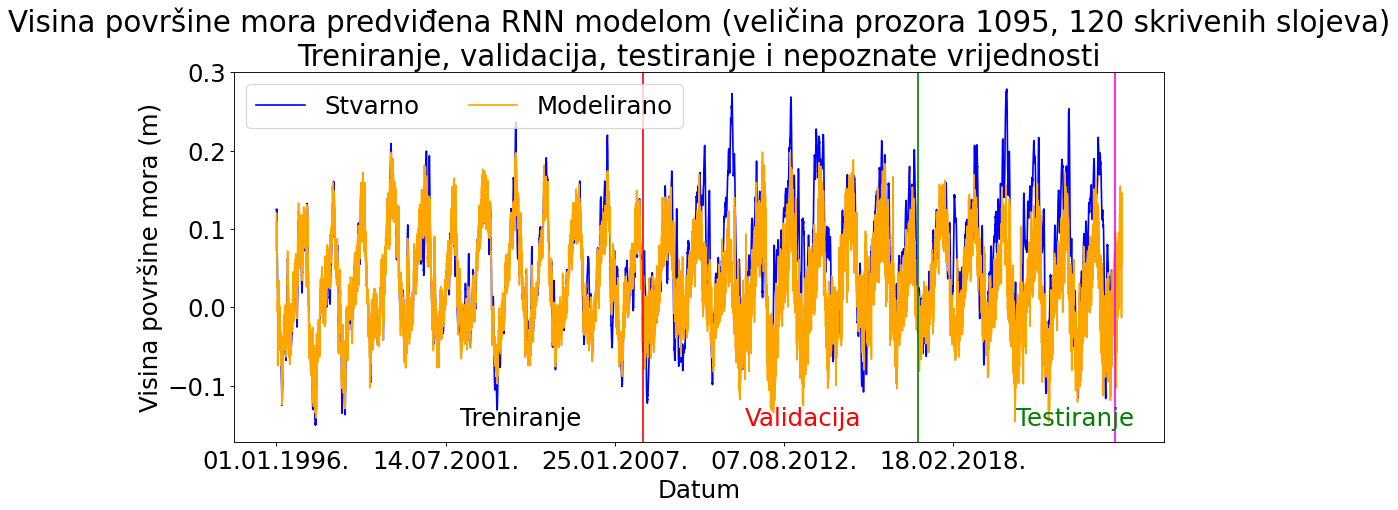 Visina površine mora predviđena RNN modelom (veličina prozora 1095, 120 skrivenih slojeva)
Treniranje, validacija, testiranje i nepoznate vrijednosti
Stvarno
Modelirano
Visina površine mora (m)
0.3
0.2
0.1
0.0
−0.1
Treniranje
Validacija
Testiranje
01.01.1996.
14.07.2001.
25.01.2007.
07.08.2012.
18.02.2018.
Datum